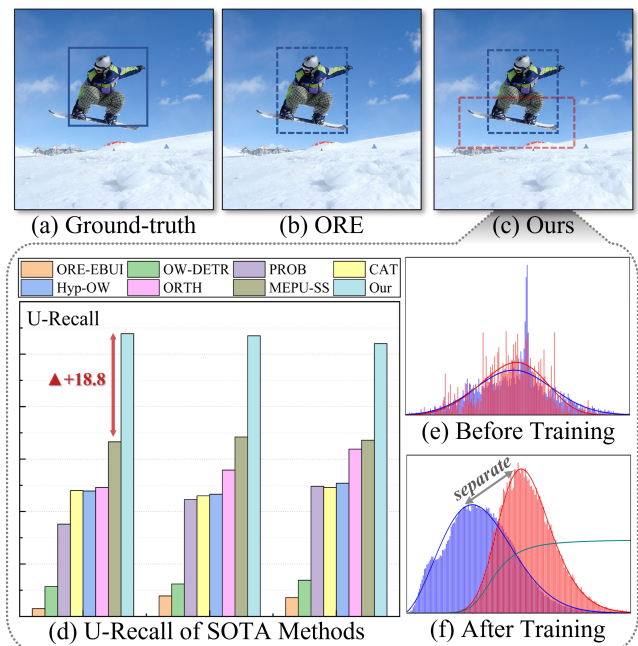 (a) Ground-truth
(b) ORE
(c) Ours
ORE-EBUI
OW-DETR
PROB
CAT
Hyp-OW
ORTH
MEPU-SS
Our
U-Recall
▲+18.8
(d) U-Recall of SOTA Methods
(e) Before Training
separate
(f) After Training